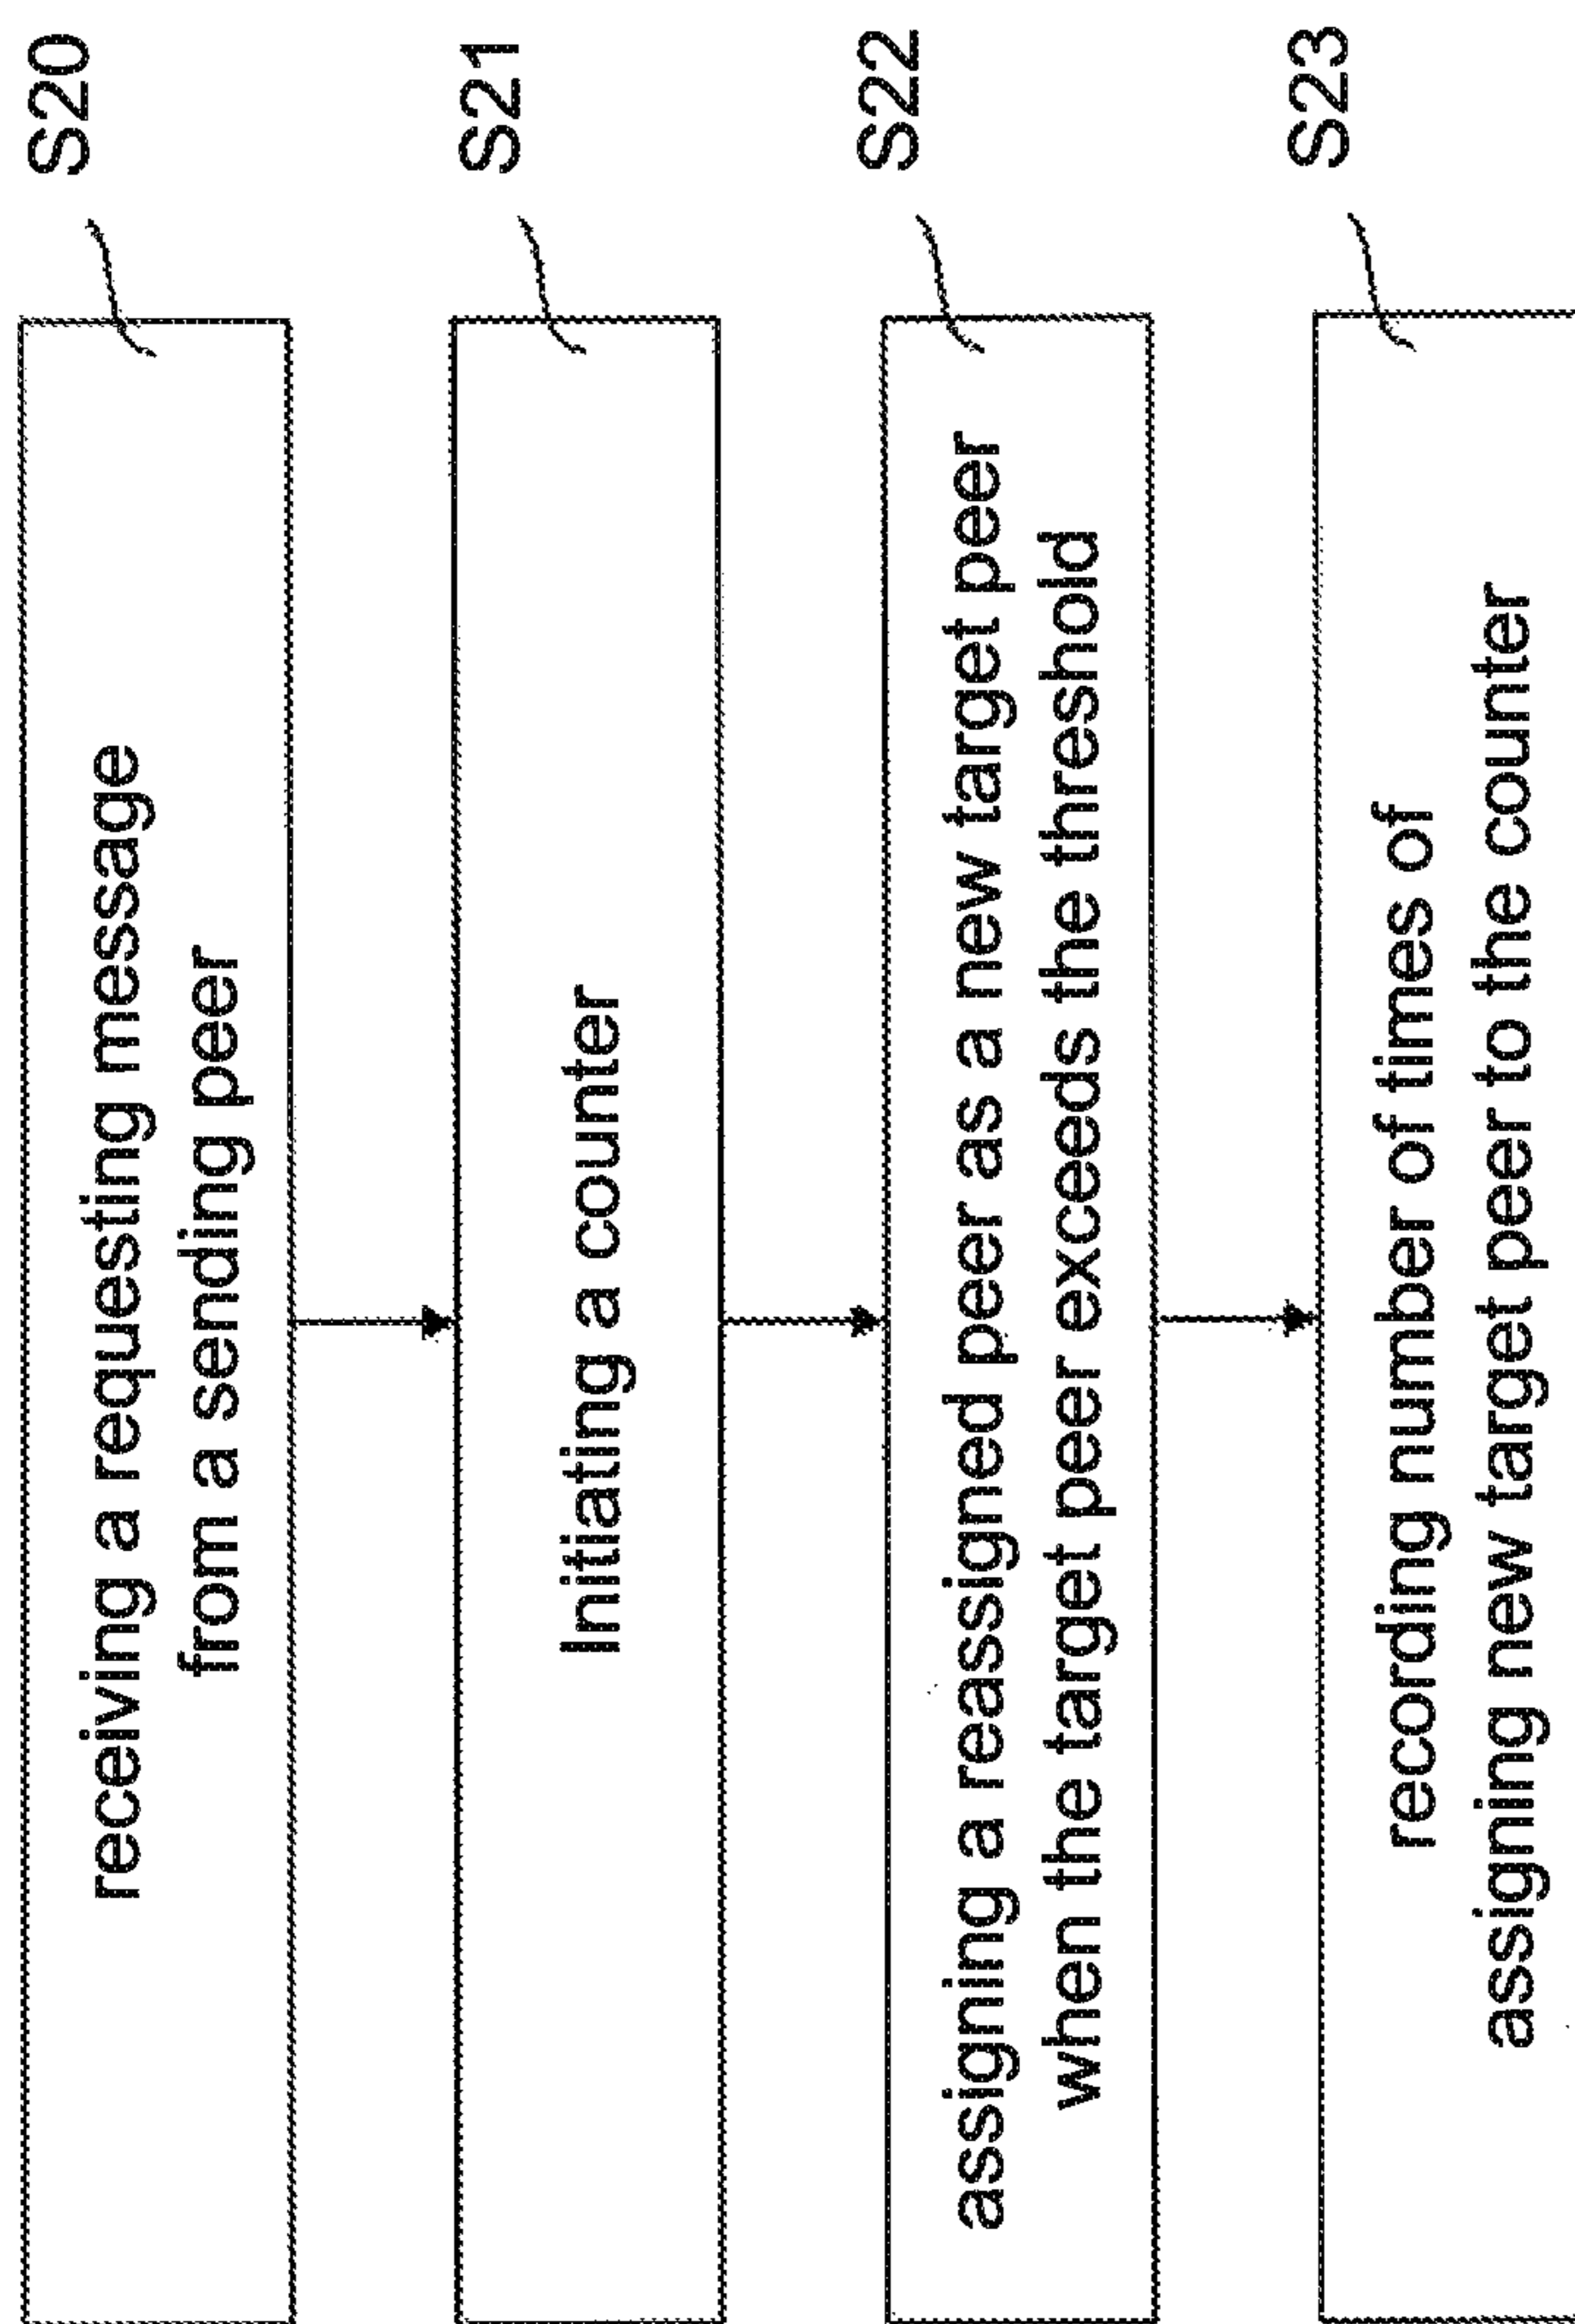 receiving a requesting message
from a sending peer
S20
Initiating a counter
S21
assigning a reassigned peer as a new target peer
when the target peer exceeds the threshold
S22
recording number of times of
assigning new target peer to the counter
S23